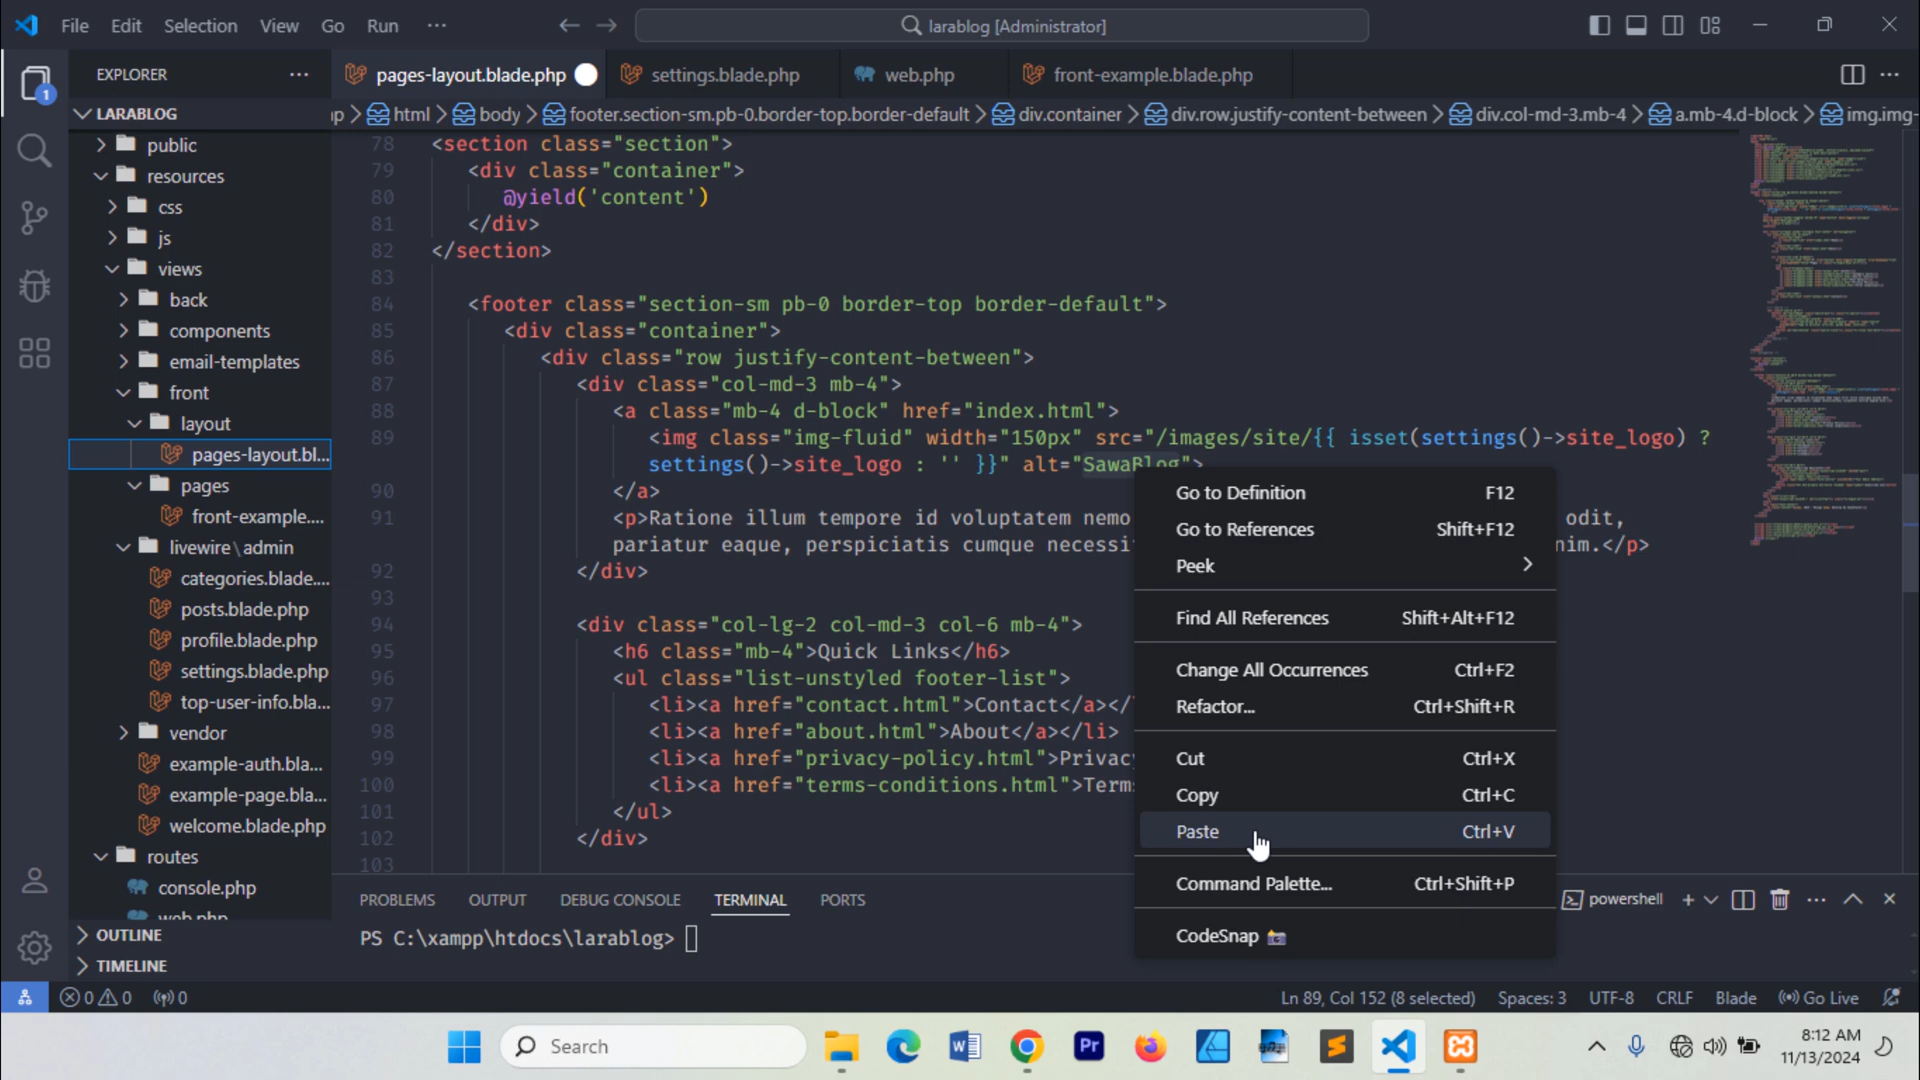 File Edit Selection View Go Run ··· larablog [Administrator]
EXPLORER ···
pages-layout.blade.php settings.blade.php web.php front-example.blade.php ···
LARABLOG
html > body > footer.section-sm.pb-0.border-top.border-default > div.container > div.row.justify-content-between > div.col-md-3.mb-4 > a.mb-4.d-block > img.img-
public
resources
css
js
views
back
components
email-templates
front
layout
pages-layout.bl...
pages
front-example....
livewire\admin
categories.blade....
posts.blade.php
profile.blade.php
settings.blade.php
top-user-info.bla...
vendor
example-auth.bla...
example-page.bla...
welcome.blade.php
routes
console.php
web.php
OUTLINE
TIMELINE
78 <section class="section">
79 <div class="container">
80 @yield('content')
81 </div>
82 </section>
83
84 <footer class="section-sm pb-0 border-top border-default">
85 <div class="container">
86 <div class="row justify-content-between">
87 <div class="col-md-3 mb-4">
88 <a class="mb-4 d-block" href="index.html">
89 <img class="img-fluid" width="150px" src="/images/site/{{ isset(settings()->site_logo) ?
settings()->site_logo : '' }}" alt="SawaBlog">
90 </a>
91 <p>Ratione illum tempore id voluptatem nemo odit,
pariatur eaque, perspiciatis cumque necessit nim.</p>
92 </div>
93
94 <div class="col-lg-2 col-md-3 col-6 mb-4">
95 <h6 class="mb-4">Quick Links</h6>
96 <ul class="list-unstyled footer-list">
97 <li><a href="contact.html">Contact</a></
98 <li><a href="about.html">About</a></li>
99 <li><a href="privacy-policy.html">Privac
100 <li><a href="terms-conditions.html">Term
101 </ul>
102 </div>
103
Go to Definition F12
Go to References Shift+F12
Peek
Find All References Shift+Alt+F12
Change All Occurrences Ctrl+F2
Refactor... Ctrl+Shift+R
Cut Ctrl+X
Copy Ctrl+C
Paste Ctrl+V
Command Palette... Ctrl+Shift+P
CodeSnap
PROBLEMS OUTPUT DEBUG CONSOLE TERMINAL PORTS powershell ···
PS C:\xampp\htdocs\larablog>
0 0 0 Ln 89, Col 152 (8 selected) Spaces: 3 UTF-8 CRLF Blade Go Live
Search
8:12 AM
11/13/2024